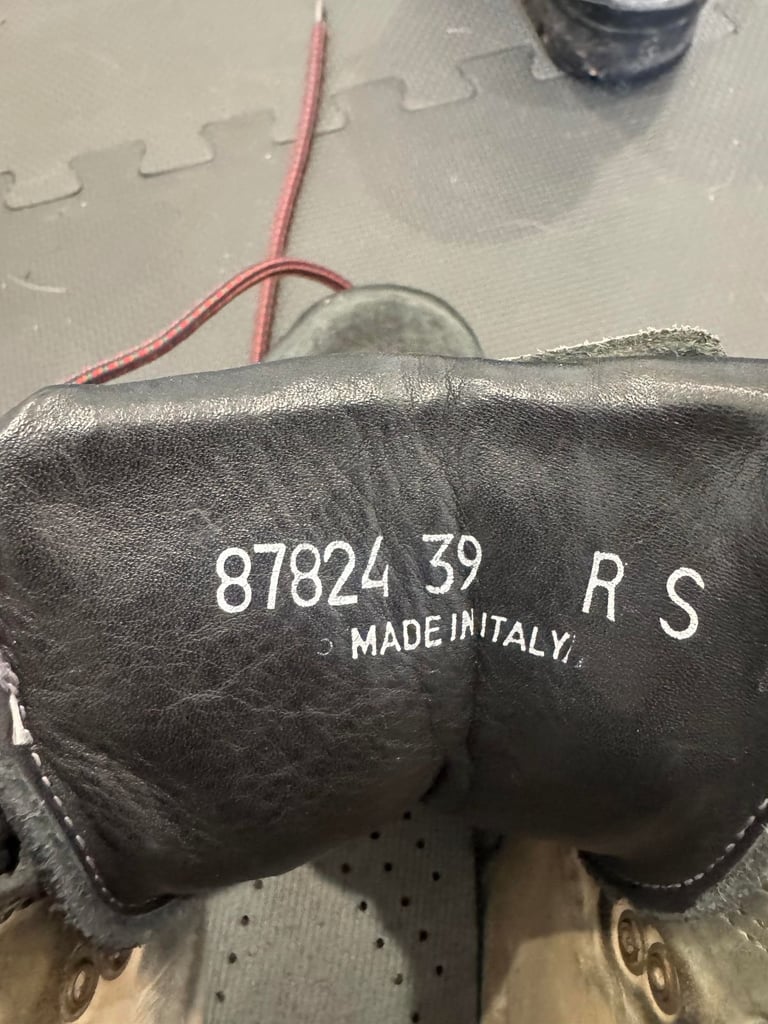 87824 39 R S
MADE IN ITALY